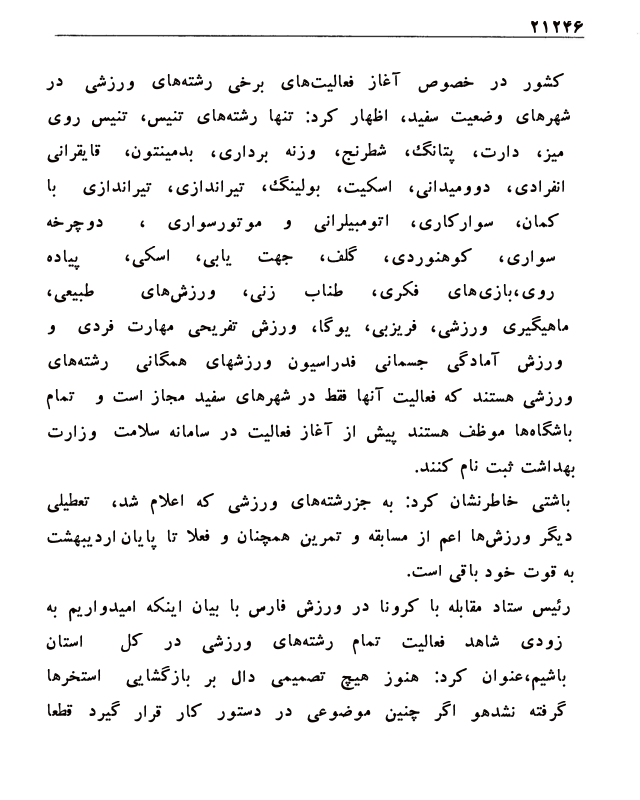 ۲۱۲۴۶
کشور در خصوص آغاز فعالیت‌های برخی رشته‌های ورزشی در
شهرهای وضعیت سفید، اظهار کرد: تنها رشته‌های تنیس، تنیس روی
میز، دارت، پتانگ، شطرنج، وزنه برداری، بدمینتون، قایقرانی
انفرادی، دوومیدانی، اسکیت، بولینگ، تیراندازی، تیراندازی با
کمان، سوارکاری، اتومبیلرانی و موتورسواری ، دوچرخه
سواری، کوهنوردی، گلف، جهت یابی، اسکی، پیاده
روی،بازی‌های فکری، طناب زنی، ورزش‌های طبیعی،
ماهیگیری ورزشی، فریزبی، یوگا، ورزش تفریحی مهارت فردی و
ورزش آمادگی جسمانی فدراسیون ورزشهای همگانی رشته‌های
ورزشی هستند که فعالیت آنها فقط در شهرهای سفید مجاز است و تمام
باشگاه‌ها موظف هستند پیش از آغاز فعالیت در سامانه سلامت وزارت
بهداشت ثبت نام کنند.
باشتی خاطرنشان کرد: به جزرشته‌های ورزشی که اعلام شد، تعطیلی
دیگر ورزش‌ها اعم از مسابقه و تمرین همچنان و فعلا تا پایان اردیبهشت
به قوت خود باقی است.
رئیس ستاد مقابله با کرونا در ورزش فارس با بیان اینکه امیدواریم به
زودی شاهد فعالیت تمام رشته‌های ورزشی در کل استان
باشیم،عنوان کرد: هنوز هیچ تصمیمی دال بر بازگشایی استخرها
گرفته نشدهو اگر چنین موضوعی در دستور کار قرار گیرد قطعا